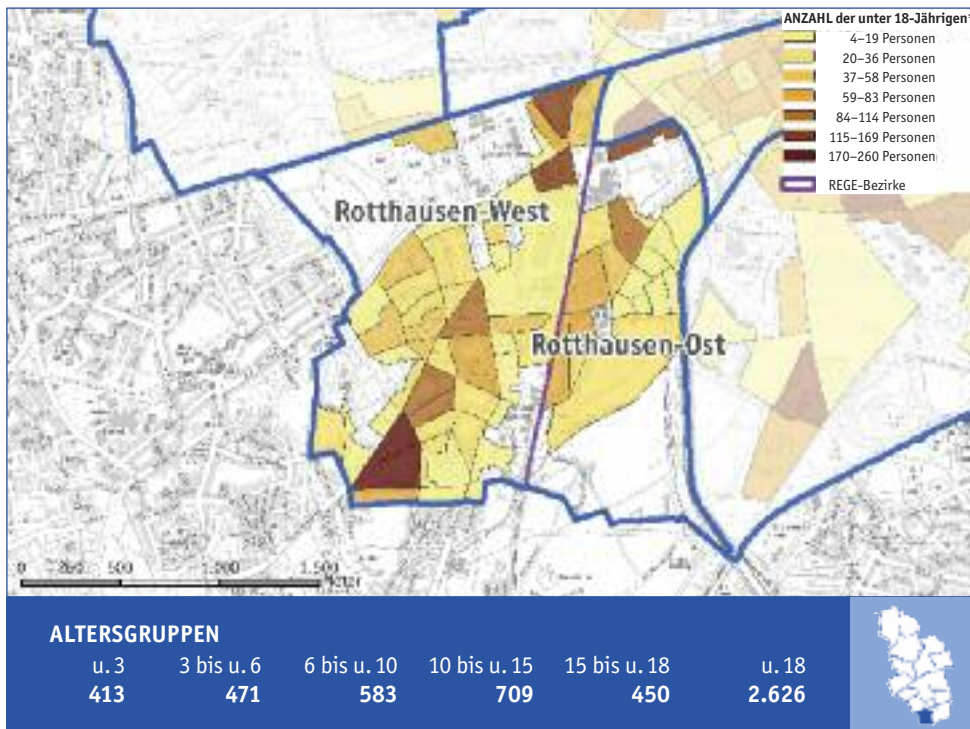 ANZAHL der unter 18-Jährigen*
4–19 Personen
20–36 Personen
37–58 Personen
59–83 Personen
84–114 Personen
115–169 Personen
170–260 Personen
REGE-Bezirke
Rotthausen-West
Rotthausen-Ost
0 250 500 1.000 1.500
Meter
ALTERSGRUPPEN
u. 3 3 bis u. 6 6 bis u. 10 10 bis u. 15 15 bis u. 18 u. 18
413 471 583 709 450 2.626